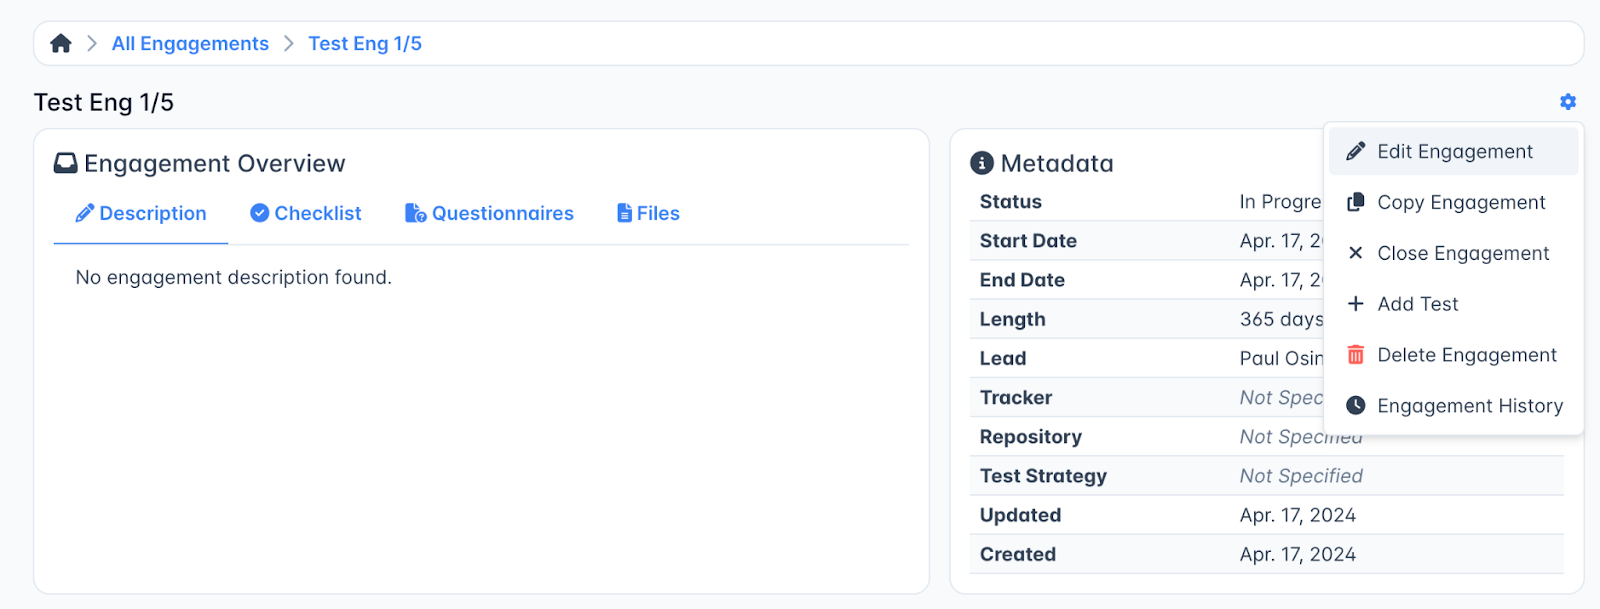 All Engagements > Test Eng 1/5
Test Eng 1/5
Engagement Overview
Description Checklist Questionnaires Files
No engagement description found.
Metadata
Status In Progre
Start Date Apr. 17, 2
End Date Apr. 17, 2
Length 365 days
Lead Paul Osin
Tracker Not Spec
Repository Not Specified
Test Strategy Not Specified
Updated Apr. 17, 2024
Created Apr. 17, 2024
Edit Engagement
Copy Engagement
Close Engagement
Add Test
Delete Engagement
Engagement History